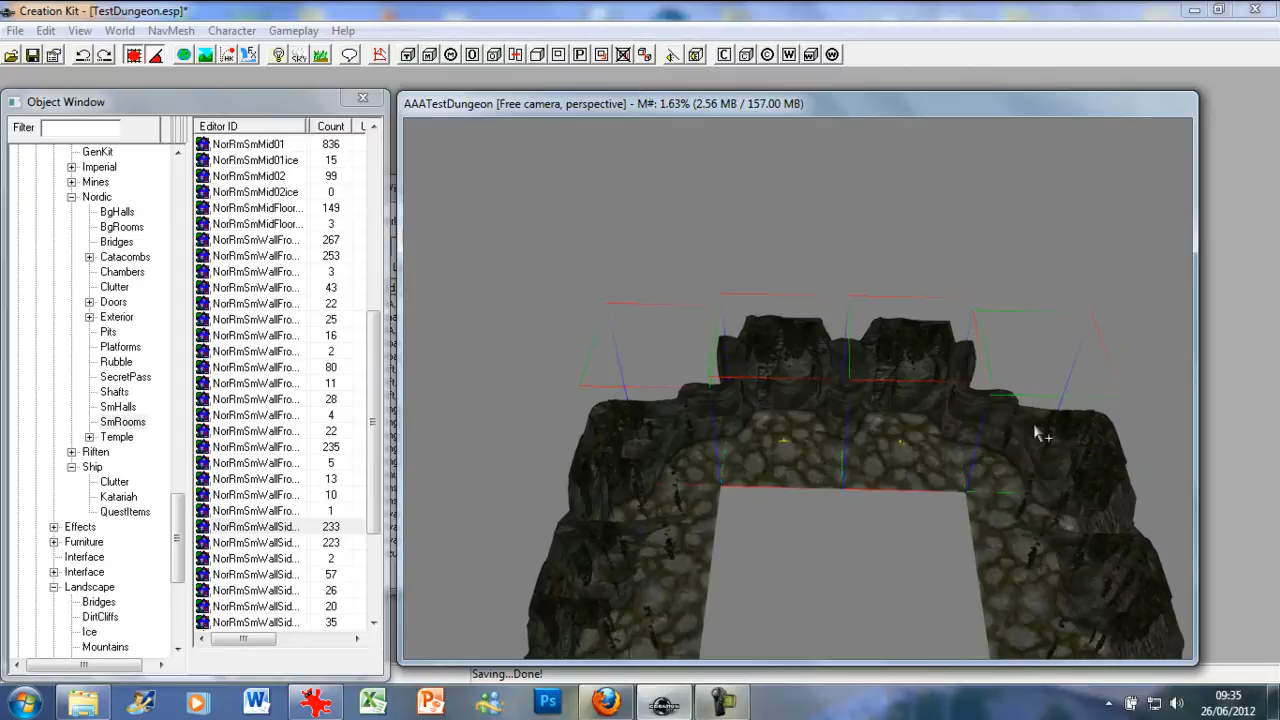 Creation Kit - [TestDungeon.esp]*
File Edit View World NavMesh Character Gameplay Help
Object Window
Filter
GenKit
Imperial
Mines
Nordic
BgHalls
BgRooms
Bridges
Catacombs
Chambers
Clutter
Doors
Exterior
Pits
Platforms
Rubble
SecretPass
Shafts
SmHalls
SmRooms
Temple
Riften
Ship
Clutter
Katariah
QuestItems
Effects
Furniture
Interface
Interface
Landscape
Bridges
DirtCliffs
Ice
Mountains
Editor ID Count
NorRmSmMid01 836
NorRmSmMid01ice 15
NorRmSmMid02 99
NorRmSmMid02ice 0
NorRmSmMidFloor... 149
NorRmSmMidFloor... 3
NorRmSmWallFro... 267
NorRmSmWallFro... 253
NorRmSmWallFro... 3
NorRmSmWallFro... 43
NorRmSmWallFro... 22
NorRmSmWallFro... 25
NorRmSmWallFro... 16
NorRmSmWallFro... 2
NorRmSmWallFro... 80
NorRmSmWallFro... 11
NorRmSmWallFro... 28
NorRmSmWallFro... 4
NorRmSmWallFro... 22
NorRmSmWallFro... 235
NorRmSmWallFro... 5
NorRmSmWallFro... 13
NorRmSmWallFro... 10
NorRmSmWallFro... 1
NorRmSmWallSid... 233
NorRmSmWallSid... 223
NorRmSmWallSid... 2
NorRmSmWallSid... 57
NorRmSmWallSid... 26
NorRmSmWallSid... 20
NorRmSmWallSid... 35
AAATestDungeon [Free camera, perspective] - M#: 1.63% (2.56 MB / 157.00 MB)
Saving...Done!
09:35
26/06/2012